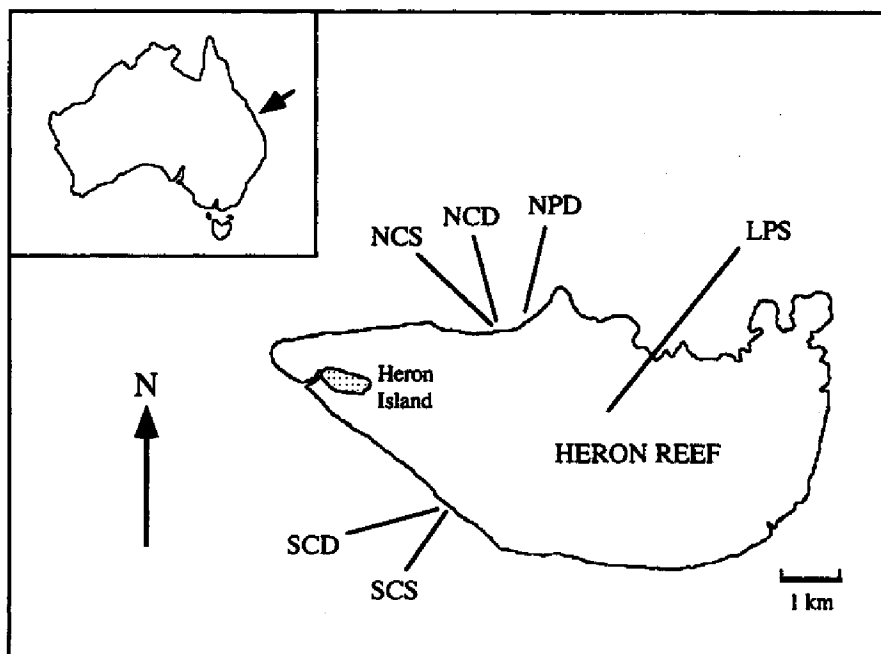 NPD
NCD
LPS
NCS
Heron
Island
N
HERON REEF
SCD
SCS
1 km